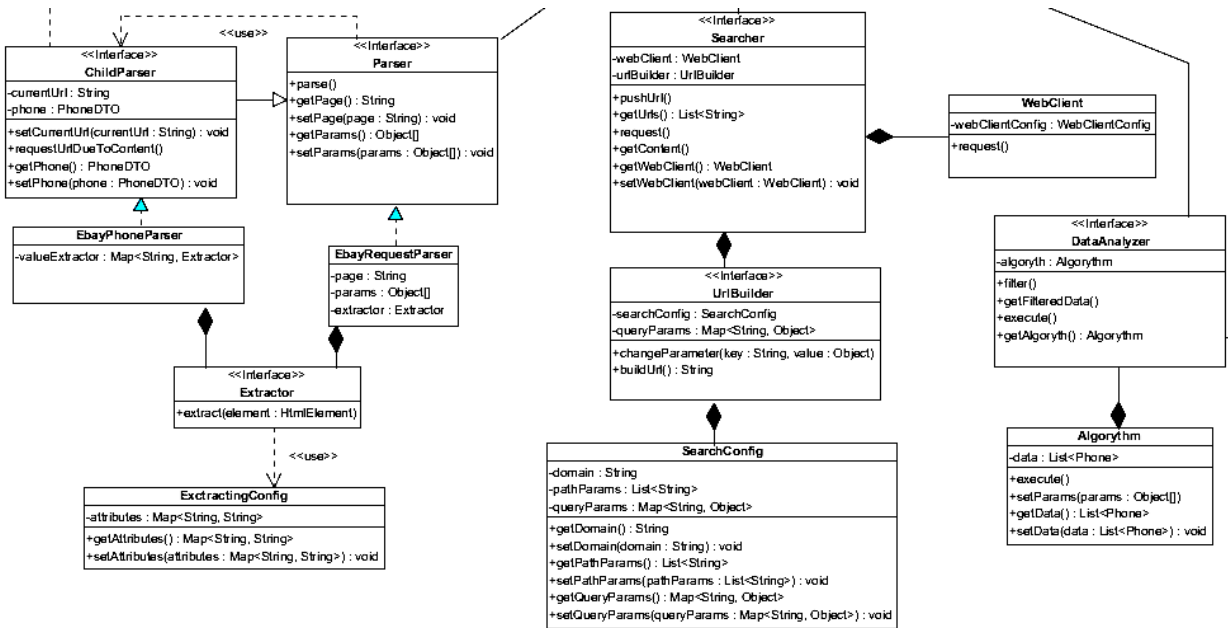 <<use>>
<<Interface>>
ChildParser
-currentUrl : String
-phone : PhoneDTO
+setCurrentUrl(currentUrl : String) : void
+requestUrlDueToContent()
+getPhone() : PhoneDTO
+setPhone(phone : PhoneDTO) : void
<<Interface>>
Parser
+parse()
+getPage() : String
+setPage(page : String) : void
+getParams() : Object[]
+setParams(params : Object[]) : void
<<Interface>>
Searcher
-webClient : WebClient
-urlBuilder : UrlBuilder
+pushUrl()
+getUrls() : List<String>
+request()
+getContent()
+getWebClient() : WebClient
+setWebClient(webClient : WebClient) : void
WebClient
-webClientConfig : WebClientConfig
+request()
EbayPhoneParser
-valueExtractor : Map<String, Extractor>
EbayRequestParser
-page : String
-params : Object[]
-extractor : Extractor
<<Interface>>
UrlBuilder
-searchConfig : SearchConfig
-queryParams : Map<String, Object>
+changeParameter(key : String, value : Object)
+buildUrl() : String
<<Interface>>
DataAnalyzer
-algoryth : Algorythm
+filter()
+getFilteredData()
+execute()
+getAlgoryth() : Algorythm
<<Interface>>
Extractor
+extract(element : HtmlElement)
<<use>>
ExctractingConfig
-attributes : Map<String, String>
+getAttributes() : Map<String, String>
+setAttributes(attributes : Map<String, String>) : void
SearchConfig
-domain : String
-pathParams : List<String>
-queryParams : Map<String, Object>
+getDomain() : String
+setDomain(domain : String) : void
+getPathParams() : List<String>
+setPathParams(pathParams : List<String>) : void
+getQueryParams() : Map<String, Object>
+setQueryParams(queryParams : Map<String, Object>) : void
Algorythm
-data : List<Phone>
+execute()
+setParams(params : Object[])
+getData() : List<Phone>
+setData(data : List<Phone>) : void